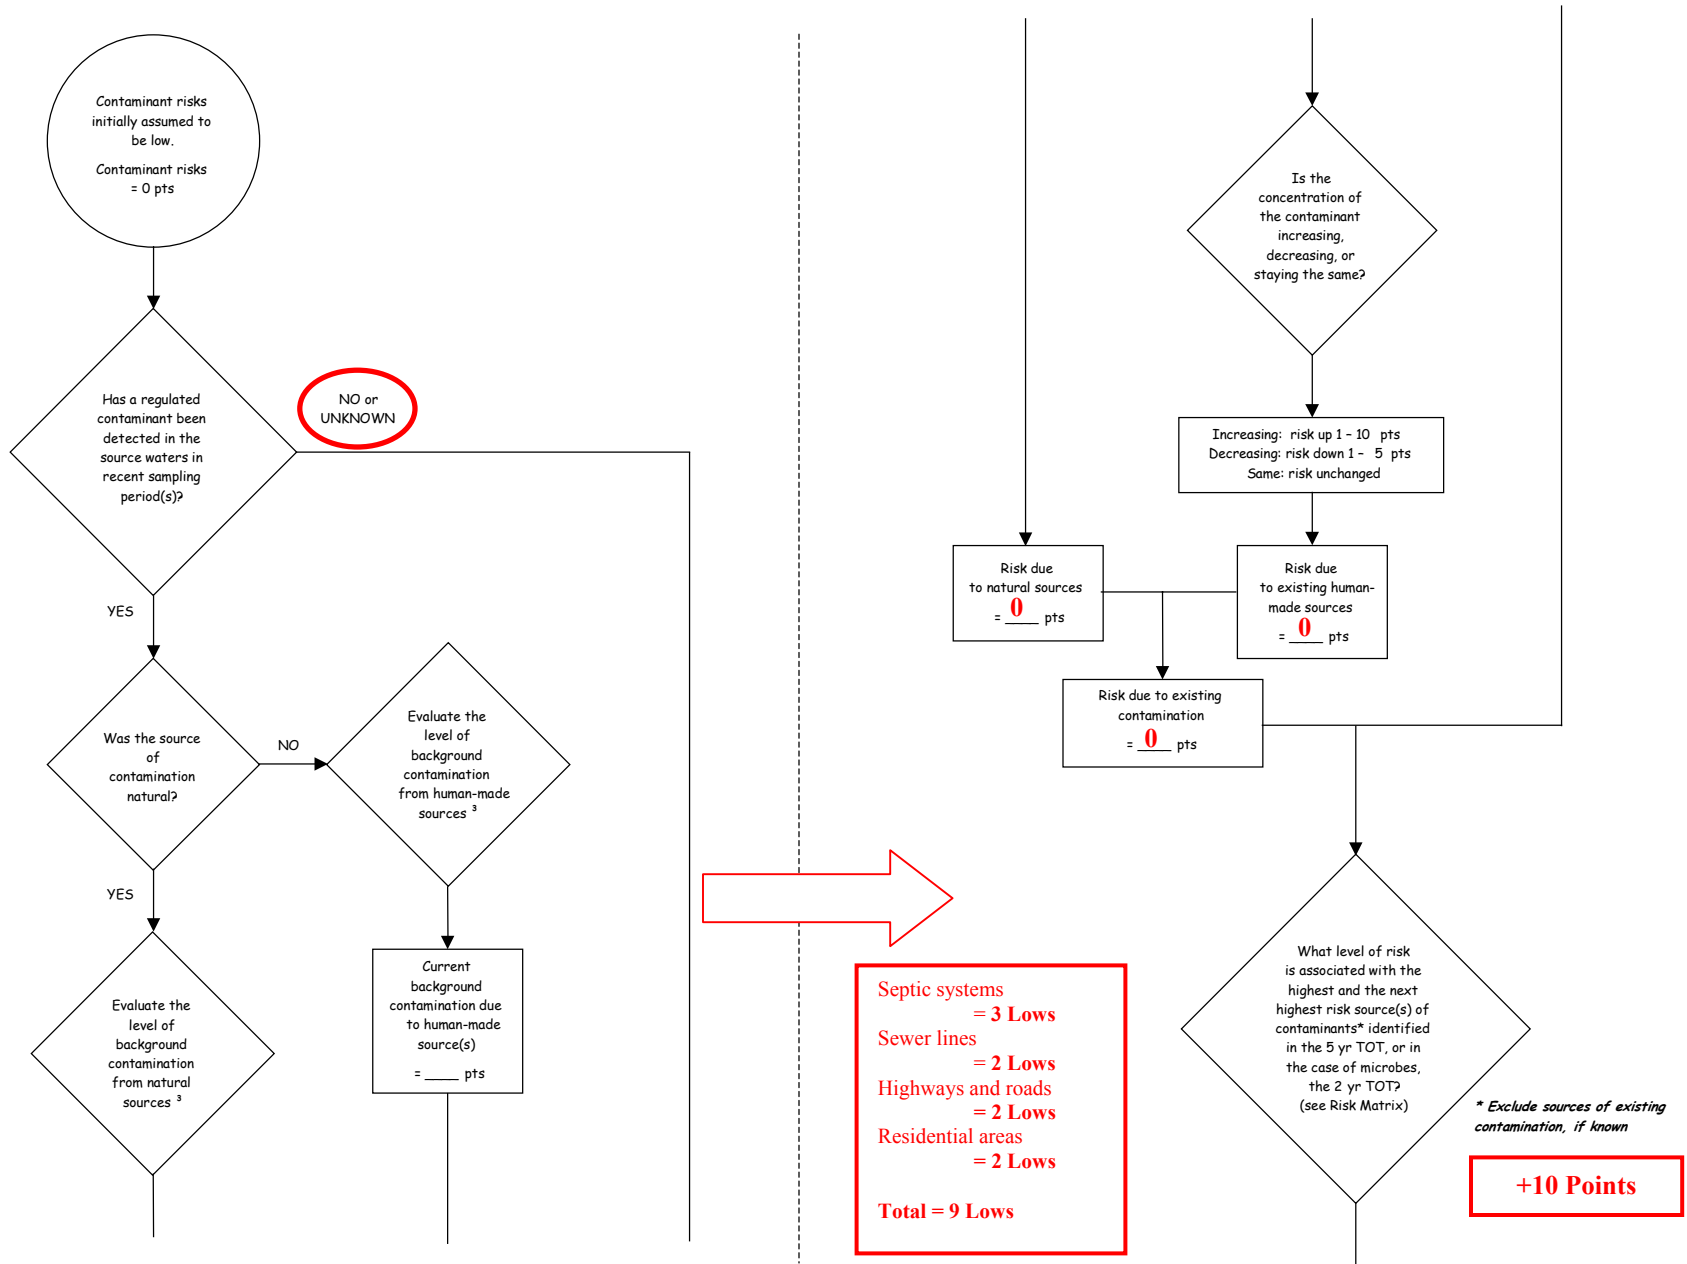 Contaminant risks
initially assumed to
be low.
Contaminant risks
= 0 pts
Has a regulated
contaminant been
detected in the
source waters in
recent sampling
period(s)?
NO or
UNKNOWN
YES
Was the source
of
contamination
natural?
NO
Evaluate the
level of
background
contamination
from human-made
sources ³
YES
Evaluate the
level of
background
contamination
from natural
sources ³
Current
background
contamination due
to human-made
source(s)
= ____ pts
Is the
concentration of
the contaminant
increasing,
decreasing, or
staying the same?
Increasing: risk up 1 – 10 pts
Decreasing: risk down 1 – 5 pts
Same: risk unchanged
Risk due
to natural sources
= 0 pts
Risk due
to existing human-
made sources
= 0 pts
Risk due to existing
contamination
= 0 pts
Septic systems
= 3 Lows
Sewer lines
= 2 Lows
Highways and roads
= 2 Lows
Residential areas
= 2 Lows
Total = 9 Lows
What level of risk
is associated with the
highest and the next
highest risk source(s) of
contaminants* identified
in the 5 yr TOT, or in
the case of microbes,
the 2 yr TOT?
(see Risk Matrix)
* Exclude sources of existing
contamination, if known
+10 Points